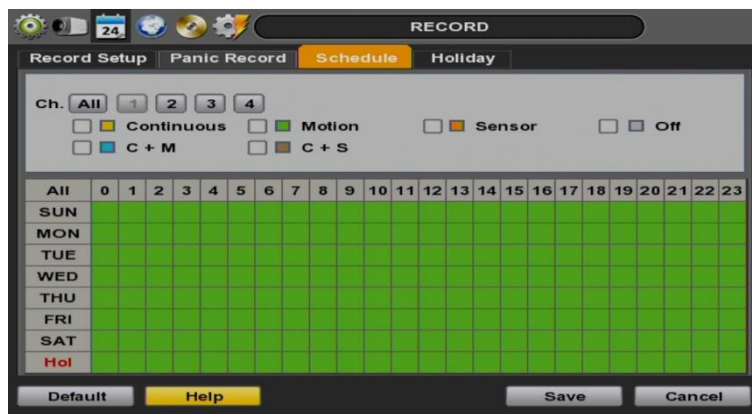 24
RECORD
Record Setup Panic Record Schedule Holiday
Ch. All 1 2 3 4
Continuous Motion Sensor Off
C + M C + S
All 0 1 2 3 4 5 6 7 8 9 10 11 12 13 14 15 16 17 18 19 20 21 22 23
SUN
MON
TUE
WED
THU
FRI
SAT
Hol
Default Help Save Cancel